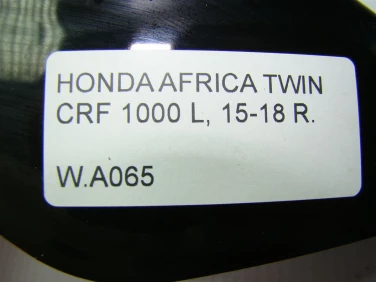 HONDA AFRICA TWIN
CRF 1000 L, 15-18 R.
W.A065